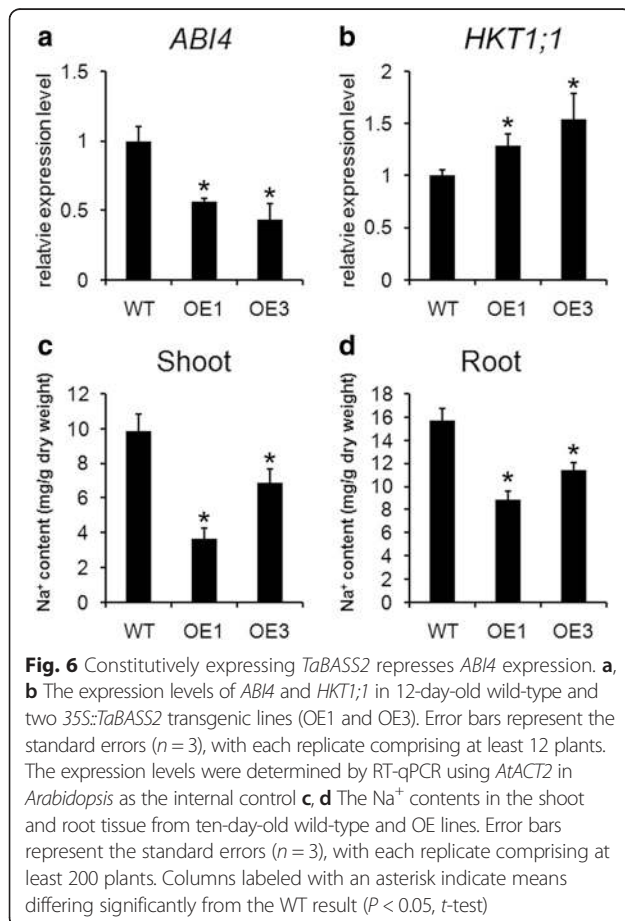 a ABI4
b HKT1;1
relatvie expression level
1.5
1
0.5
0
WT OE1 OE3
* *
relatvie expression level
2
1.5
1
0.5
0
WT OE1 OE3
* *
c Shoot
d Root
Na⁺ content (mg/g dry weight)
12
10
8
6
4
2
0
WT OE1 OE3
* *
Na⁺ content (mg/g dry weight)
18
16
14
12
10
8
6
4
2
0
WT OE1 OE3
* *
Fig. 6 Constitutively expressing TaBASS2 represses ABI4 expression. a,
b The expression levels of ABI4 and HKT1;1 in 12-day-old wild-type and
two 35S::TaBASS2 transgenic lines (OE1 and OE3). Error bars represent the
standard errors (n = 3), with each replicate comprising at least 12 plants.
The expression levels were determined by RT-qPCR using AtACT2 in
Arabidopsis as the internal control c, d The Na⁺ contents in the shoot
and root tissue from ten-day-old wild-type and OE lines. Error bars
represent the standard errors (n = 3), with each replicate comprising at
least 200 plants. Columns labeled with an asterisk indicate means
differing significantly from the WT result (P < 0.05, t-test)